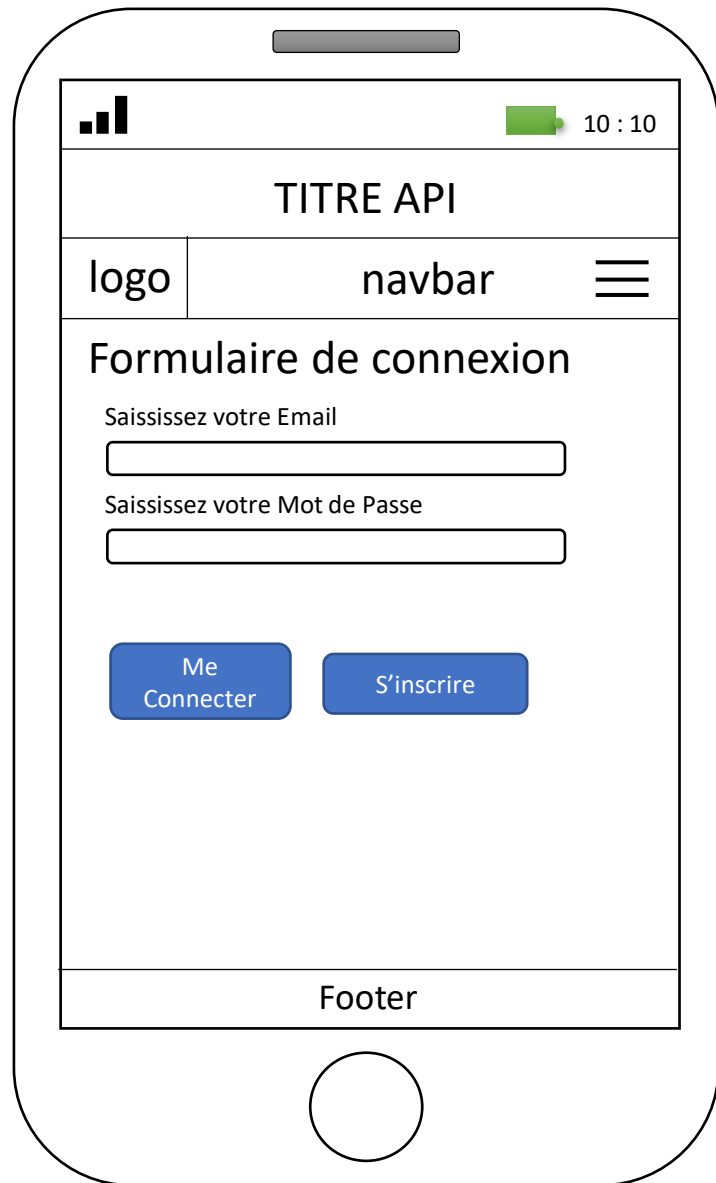 10 : 10
TITRE API
logo
navbar
Formulaire de connexion
Saississez votre Email
Saississez votre Mot de Passe
Me
Connecter
S’inscrire
Footer